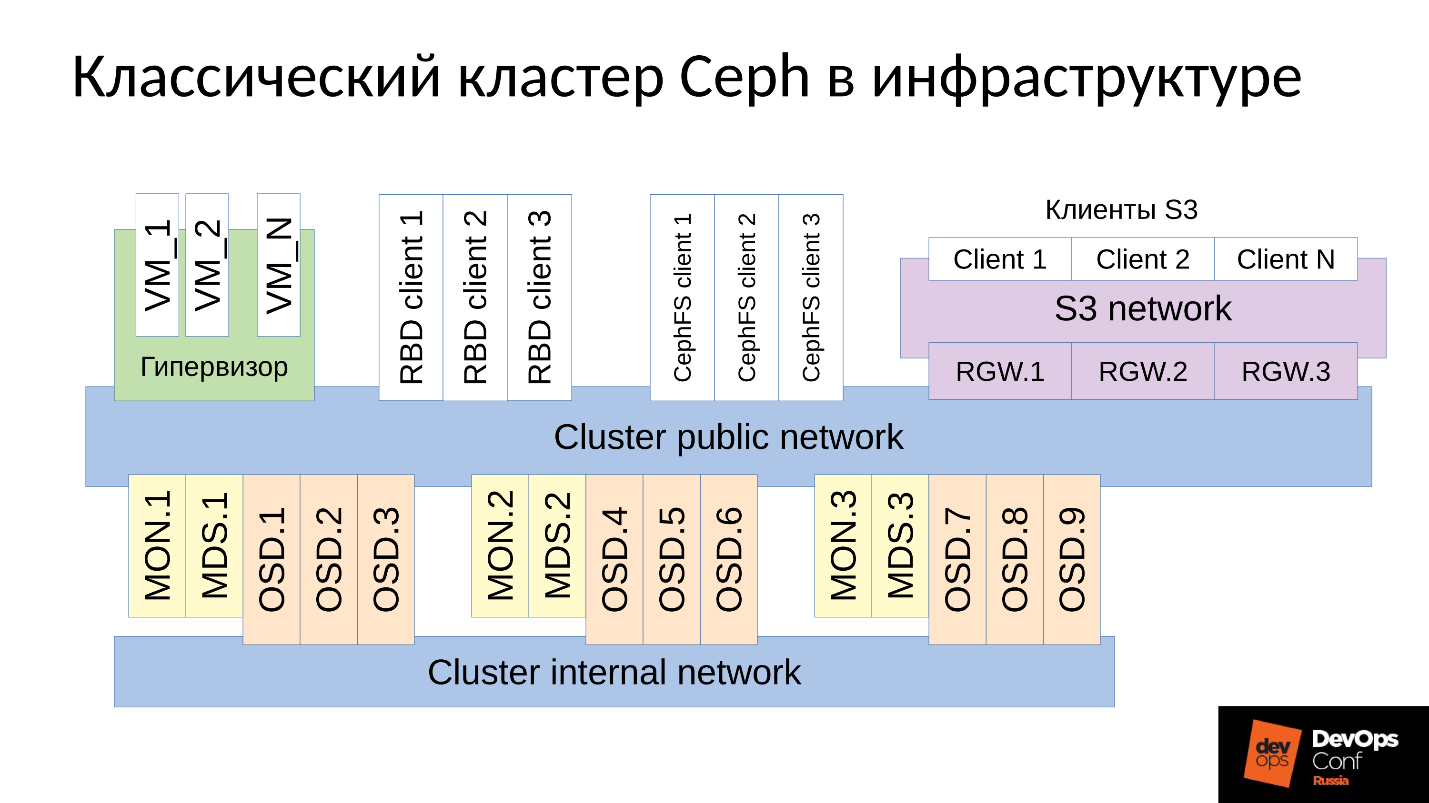 Классический кластер Ceph в инфраструктуре
VM_1
VM_2
VM_N
Гипервизор
RBD client 1
RBD client 2
RBD client 3
CephFS client 1
CephFS client 2
CephFS client 3
Клиенты S3
Client 1
Client 2
Client N
S3 network
RGW.1
RGW.2
RGW.3
Cluster public network
MON.1
MDS.1
OSD.1
OSD.2
OSD.3
MON.2
MDS.2
OSD.4
OSD.5
OSD.6
MON.3
MDS.3
OSD.7
OSD.8
OSD.9
Cluster internal network
dev
ops
DevOps
Conf
Russia